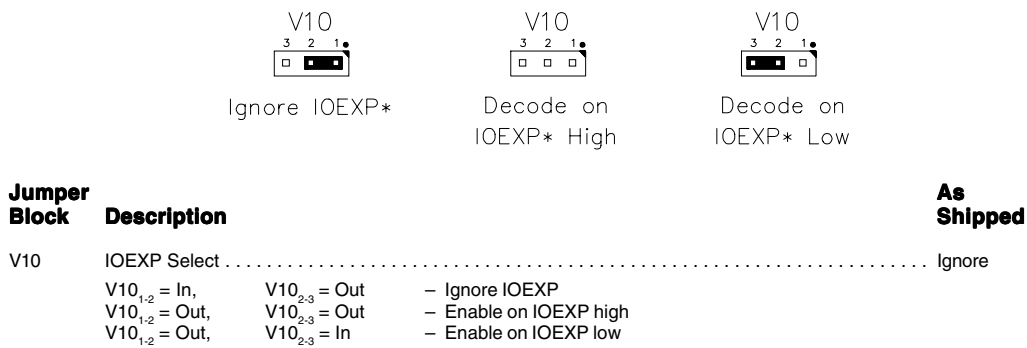 V10 V10 V10
3 2 1 3 2 1 3 2 1
Ignore IOEXP* Decode on Decode on
IOEXP* High IOEXP* Low
Jumper As
Block Description Shipped
V10 IOEXP Select . . . . . . . . . . . . . . . . . . . . . . . . . . . . . . . . . . . . . . . . . . . . . . . . . . . . . . . . . . . . . . . . . . . . Ignore
V10₁₋₂ = In, V10₂₋₃ = Out – Ignore IOEXP
V10₁₋₂ = Out, V10₂₋₃ = Out – Enable on IOEXP high
V10₁₋₂ = Out, V10₂₋₃ = In – Enable on IOEXP low